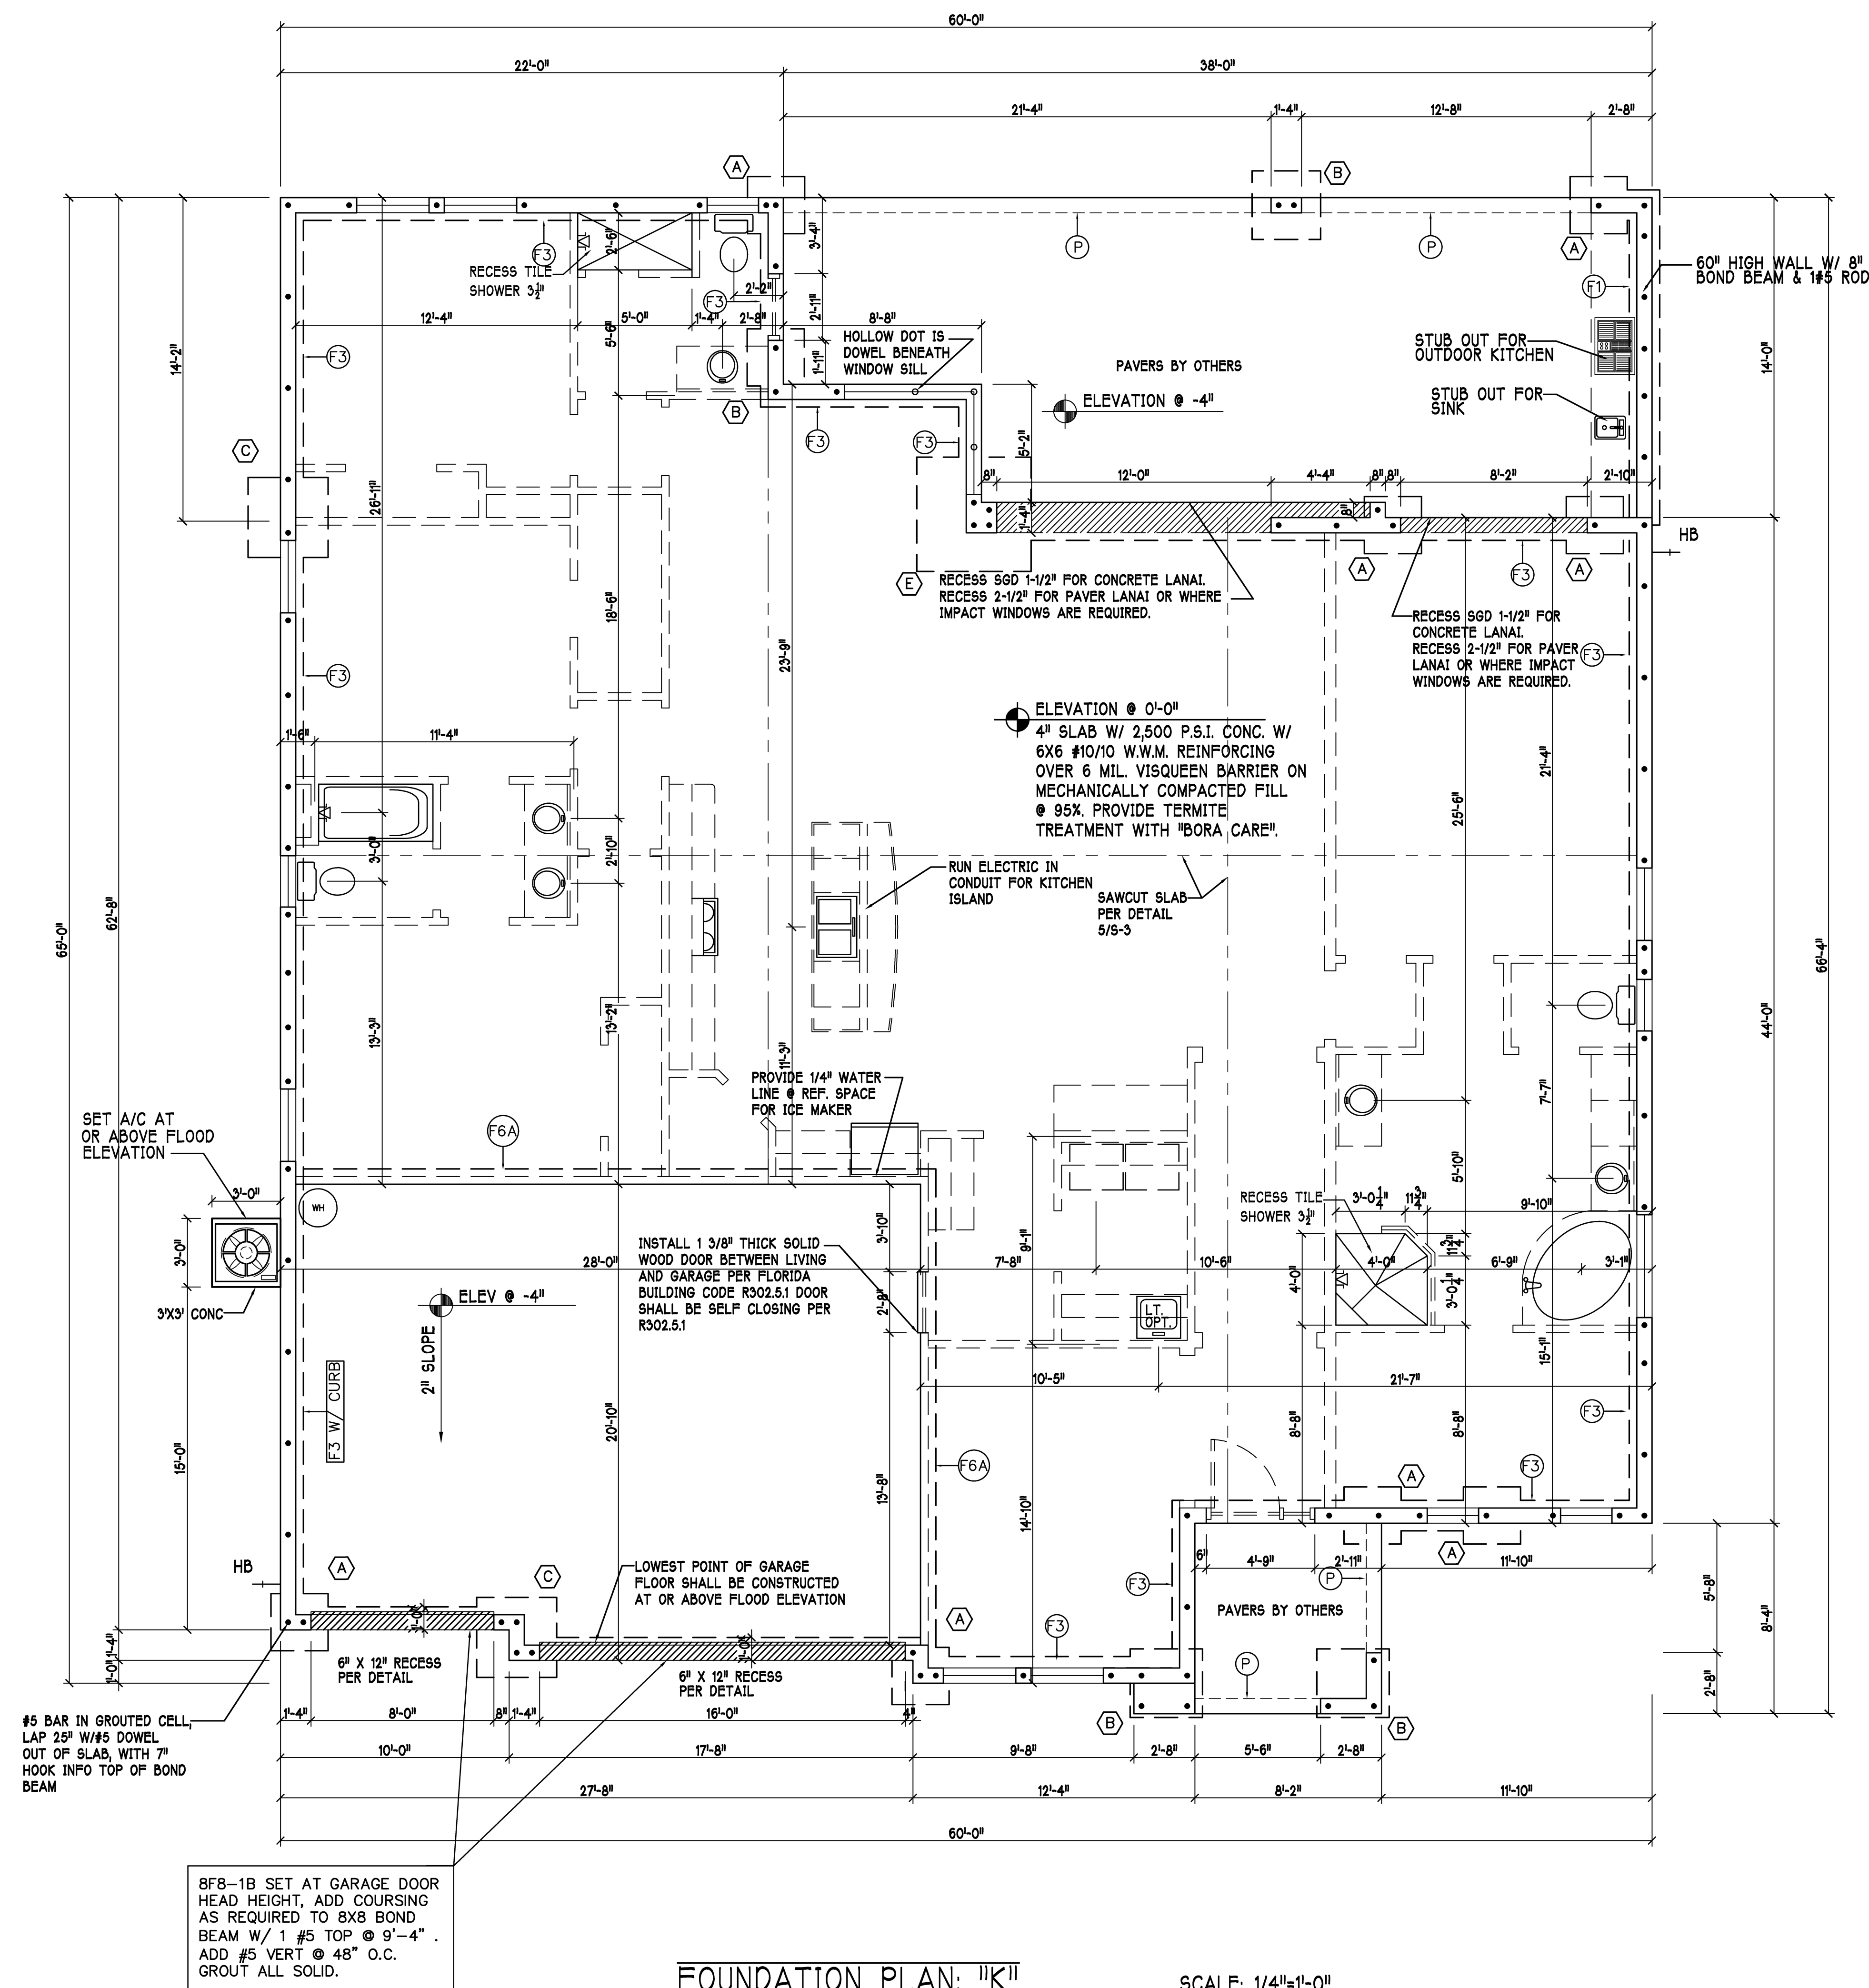 60'-0"
22'-0"
38'-0"
21'-4"
1'-4"
12'-8"
2'-8"
A
B
A
F3
RECESS TILE
SHOWER 3 1/2"
2'-6"
3'-4"
P
P
60" HIGH WALL W/ 8"
BOND BEAM & 1#5 ROD
F1
F3
2'-2"
2'-11"
12'-4"
5'-0"
1'-4"
2'-8"
8'-8"
5'-6"
1'-11"
14'-2"
F3
HOLLOW DOT IS
DOWEL BENEATH
WINDOW SILL
PAVERS BY OTHERS
STUB OUT FOR
OUTDOOR KITCHEN
14'-0"
STUB OUT FOR
SINK
ELEVATION @ -4"
B
F3
F3
C
5'-2"
26'-11"
8"
12'-0"
4'-4"
8"
8"
8'-2"
2'-10"
1'-4"
8"
HB
E
A
F3
A
RECESS SGD 1-1/2" FOR CONCRETE LANAI.
RECESS 2-1/2" FOR PAVER LANAI OR WHERE
IMPACT WINDOWS ARE REQUIRED.
18'-6"
RECESS SGD 1-1/2" FOR
CONCRETE LANAI.
RECESS 2-1/2" FOR PAVER
LANAI OR WHERE IMPACT
WINDOWS ARE REQUIRED.
F3
23'-9"
F3
ELEVATION @ 0'-0"
4" SLAB W/ 2,500 P.S.I. CONC. W/
6X6 #10/10 W.W.M. REINFORCING
OVER 6 MIL. VISQUEEN BARRIER ON
MECHANICALLY COMPACTED FILL
@ 95%. PROVIDE TERMITE
TREATMENT WITH "BORA CARE".
1'-6"
11'-4"
21'-4"
25'-6"
3'-0"
2'-10"
RUN ELECTRIC IN
CONDUIT FOR KITCHEN
ISLAND
SAWCUT SLAB
PER DETAIL
5/S-3
65'-0"
62'-8"
66'-4"
44'-0"
13'-3"
13'-2"
11'-3"
PROVIDE 1/4" WATER
LINE @ REF. SPACE
FOR ICE MAKER
7'-7"
SET A/C AT
OR ABOVE FLOOD
ELEVATION
F6A
5'-10"
3'-0"
WH
RECESS TILE
SHOWER 3 1/2"
3'-0 1/4"
11 3/4"
9'-10"
3'-0"
INSTALL 1 3/8" THICK SOLID
WOOD DOOR BETWEEN LIVING
AND GARAGE PER FLORIDA
BUILDING CODE R302.5.1 DOOR
SHALL BE SELF CLOSING PER
R302.5.1
3'-10"
9'-1"
11 3/4"
28'-0"
7'-8"
10'-6"
4'-0"
6'-9"
3'-1"
3'X3' CONC
ELEV @ -4"
2'-8"
LT.
OPT.
4'-0"
3'-0 1/4"
2" SLOPE
15'-1"
F3 W/ CURB
10'-5"
21'-7"
20'-10"
8'-8"
8'-8"
F3
15'-0"
13'-8"
F6A
14'-10"
A
F3
HB
A
C
LOWEST POINT OF GARAGE
FLOOR SHALL BE CONSTRUCTED
AT OR ABOVE FLOOD ELEVATION
6"
4'-9"
2'-11"
11'-10"
A
F3
P
5'-8"
8'-4"
PAVERS BY OTHERS
A
F3
1'-0"
1'-0"
1'-4"
1'-0"
6" X 12" RECESS
PER DETAIL
6" X 12" RECESS
PER DETAIL
P
2'-8"
B
B
#5 BAR IN GROUTED CELL,
LAP 25" W/#5 DOWEL
OUT OF SLAB, WITH 7"
HOOK INFO TOP OF BOND
BEAM
1'-4"
8'-0"
8"
1'-4"
16'-0"
4"
10'-0"
17'-8"
9'-8"
2'-8"
5'-6"
2'-8"
27'-8"
12'-4"
8'-2"
11'-10"
60'-0"
8F8-1B SET AT GARAGE DOOR
HEAD HEIGHT, ADD COURSING
AS REQUIRED TO 8X8 BOND
BEAM W/ 1 #5 TOP @ 9'-4" .
ADD #5 VERT @ 48" O.C.
GROUT ALL SOLID.
FOUNDATION PLAN: "K"
SCALE: 1/4"=1'-0"